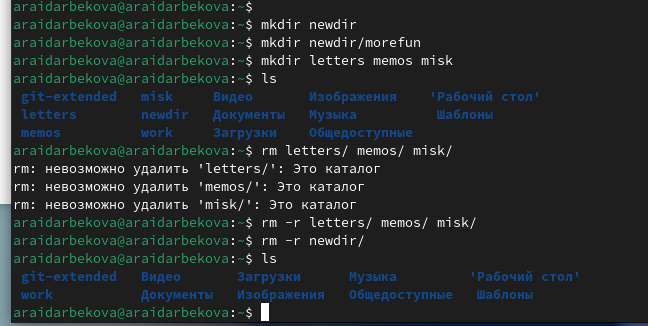 araidarbekova@araidarbekova:~$
araidarbekova@araidarbekova:~$ mkdir newdir
araidarbekova@araidarbekova:~$ mkdir newdir/morefun
araidarbekova@araidarbekova:~$ mkdir letters memos misk
araidarbekova@araidarbekova:~$ ls
git-extended misk Видео Изображения 'Рабочий стол'
letters newdir Документы Музыка Шаблоны
memos work Загрузки Общедоступные
araidarbekova@araidarbekova:~$ rm letters/ memos/ misk/
rm: невозможно удалить 'letters/': Это каталог
rm: невозможно удалить 'memos/': Это каталог
rm: невозможно удалить 'misk/': Это каталог
araidarbekova@araidarbekova:~$ rm -r letters/ memos/ misk/
araidarbekova@araidarbekova:~$ rm -r newdir/
araidarbekova@araidarbekova:~$ ls
git-extended Видео Загрузки Музыка 'Рабочий стол'
work Документы Изображения Общедоступные Шаблоны
araidarbekova@araidarbekova:~$